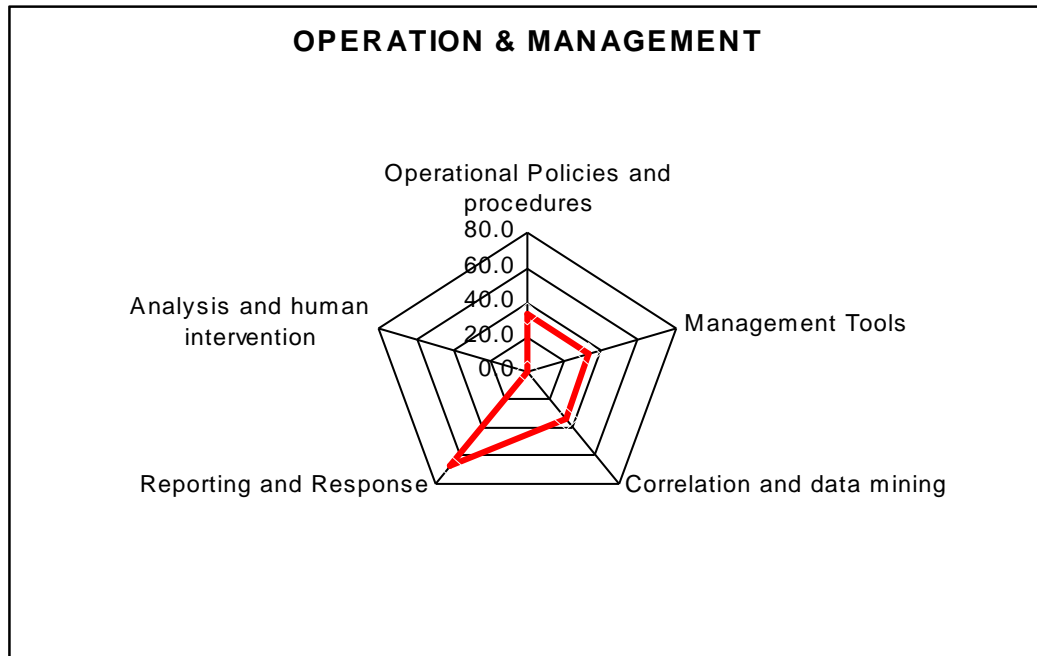 OPERATION & MANAGEMENT
Operational Policies and
procedures
80.0
60.0
40.0
20.0
0.0
Analysis and human
intervention
Management Tools
Reporting and Response
Correlation and data mining